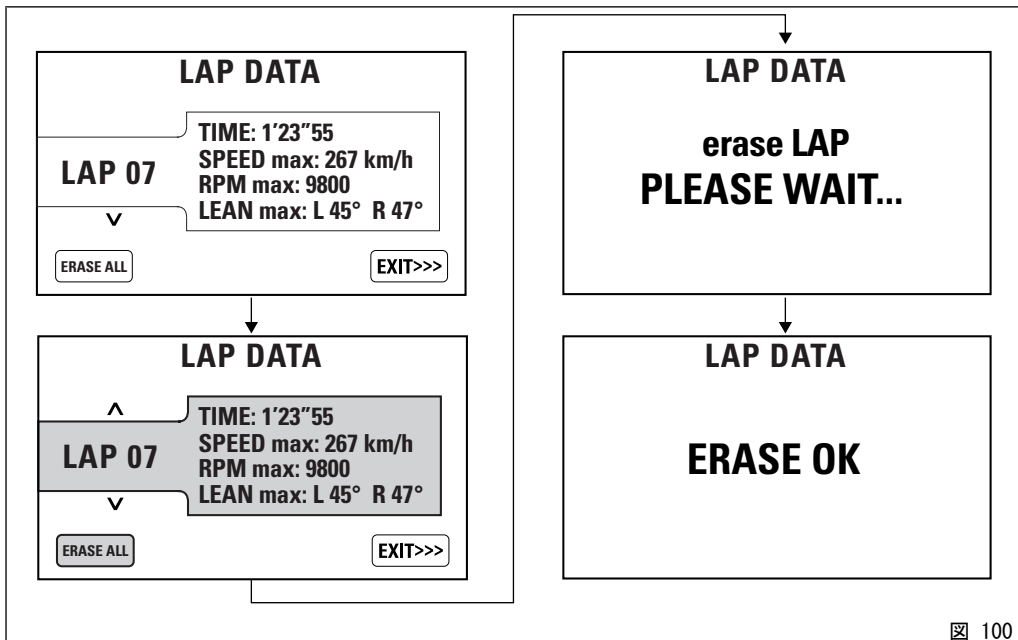 LAP DATA
TIME: 1'23"55
SPEED max: 267 km/h
LAP 07
RPM max: 9800
LEAN max: L 45° R 47°
v
ERASE ALL
EXIT>>>
LAP DATA
^
TIME: 1'23"55
SPEED max: 267 km/h
LAP 07
RPM max: 9800
LEAN max: L 45° R 47°
v
ERASE ALL
EXIT>>>
LAP DATA
erase LAP
PLEASE WAIT...
LAP DATA
ERASE OK
図 100